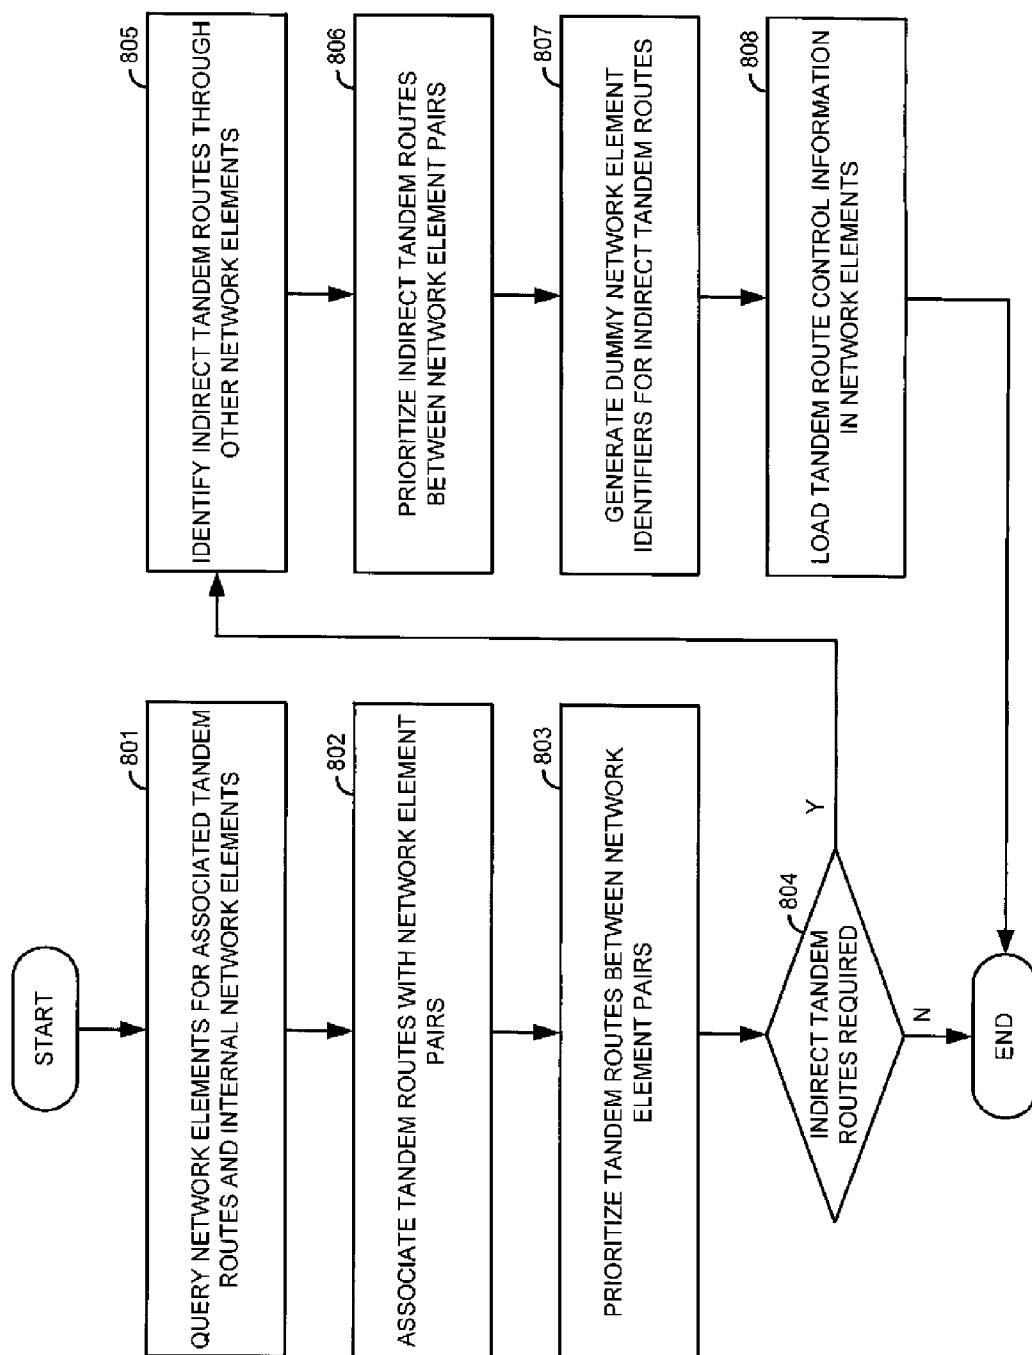 START
801
QUERY NETWORK ELEMENTS FOR ASSOCIATED TANDEM
ROUTES AND INTERNAL NETWORK ELEMENTS
802
ASSOCIATE TANDEM ROUTES WITH NETWORK ELEMENT
PAIRS
803
PRIORITIZE TANDEM ROUTES BETWEEN NETWORK
ELEMENT PAIRS
804
INDIRECT TANDEM
ROUTES REQUIRED
Y
N
END
805
IDENTIFY INDIRECT TANDEM ROUTES THROUGH
OTHER NETWORK ELEMENTS
806
PRIORITIZE INDIRECT TANDEM ROUTES
BETWEEN NETWORK ELEMENT PAIRS
807
GENERATE DUMMY NETWORK ELEMENT
IDENTIFIERS FOR INDIRECT TANDEM ROUTES
808
LOAD TANDEM ROUTE CONTROL INFORMATION
IN NETWORK ELEMENTS